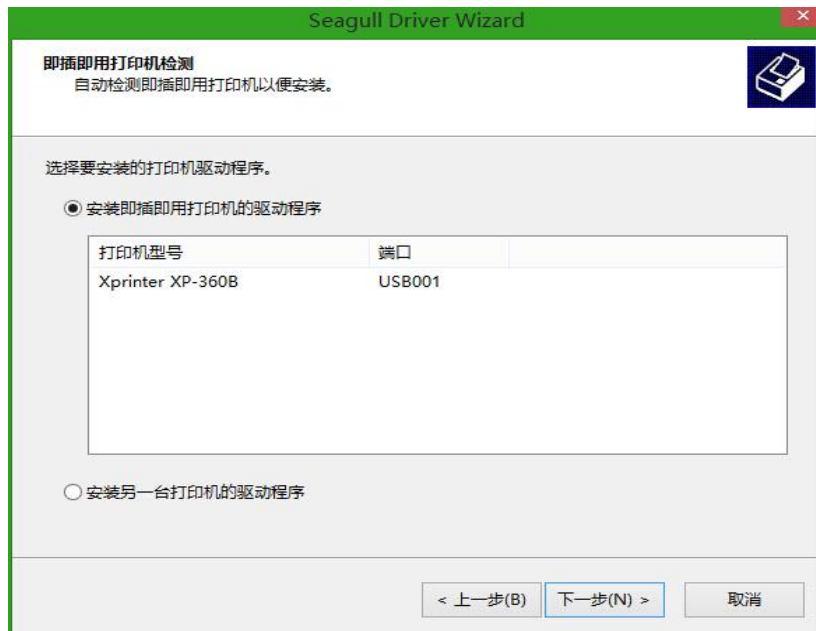 Seagull Driver Wizard
即插即用打印机检测
自动检测即插即用打印机以便安装。
选择要安装的打印机驱动程序。
安装即插即用打印机的驱动程序
打印机型号 端口
Xprinter XP-360B USB001
安装另一台打印机的驱动程序
< 上一步(B) 下一步(N) > 取消